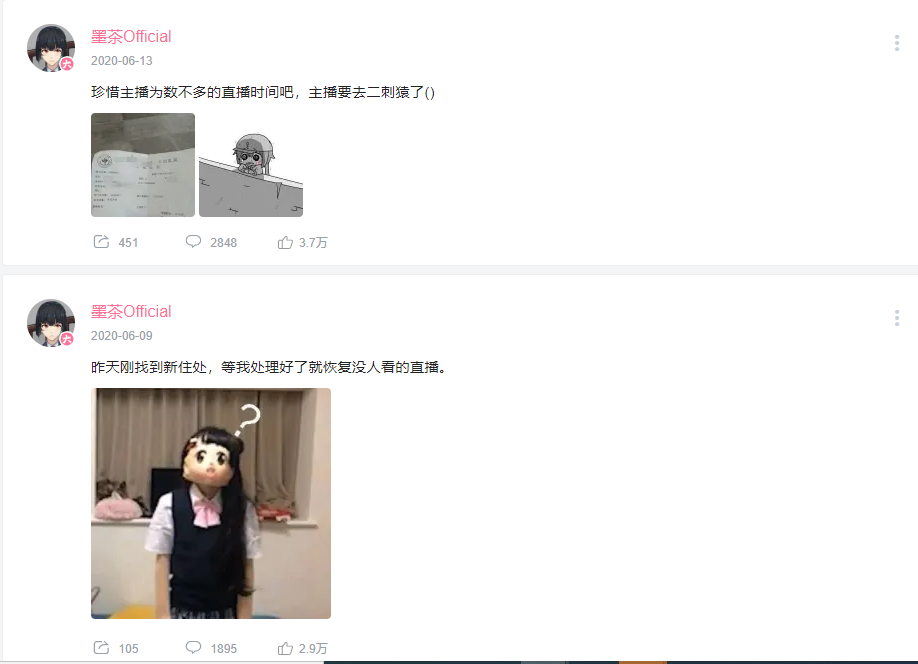 墨茶Official
2020-06-13
珍惜主播为数不多的直播时间吧，主播要去二刺猿了()
451
2848
3.7万
墨茶Official
2020-06-09
昨天刚找到新住处，等我处理好了就恢复没人看的直播。
?
105
1895
2.9万